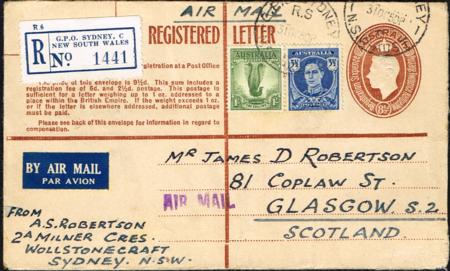 AIR MAIL
R 6
G.P.O. SYDNEY, C
NEW SOUTH WALES
R No 1441
REGISTERED LETTER
registration at a Post Office
The price of this envelope is 9½d. This sum includes a
registration fee of 6d. and 2½d. postage. This postage is
sufficient for a letter weighing up to 1 oz. addressed to a
place within the British Empire. If the weight exceeds 1 oz.
or if the letter is elsewhere addressed, additional postage
must be paid.
Please see back of this envelope for information in regard to
compensation.
R.S
SYDNEY
AUSTRALIA
1/-
AUSTRALIA
3½d
AUSTRALIA
BY AIR MAIL
PAR AVION
AIR MAIL
MR JAMES D ROBERTSON
81 COPLAW ST.
GLASGOW S.2
SCOTLAND.
FROM
A.S. ROBERTSON
2A MILNER CRES.
WOLLSTONECRAFT
SYDNEY. N.S.W.